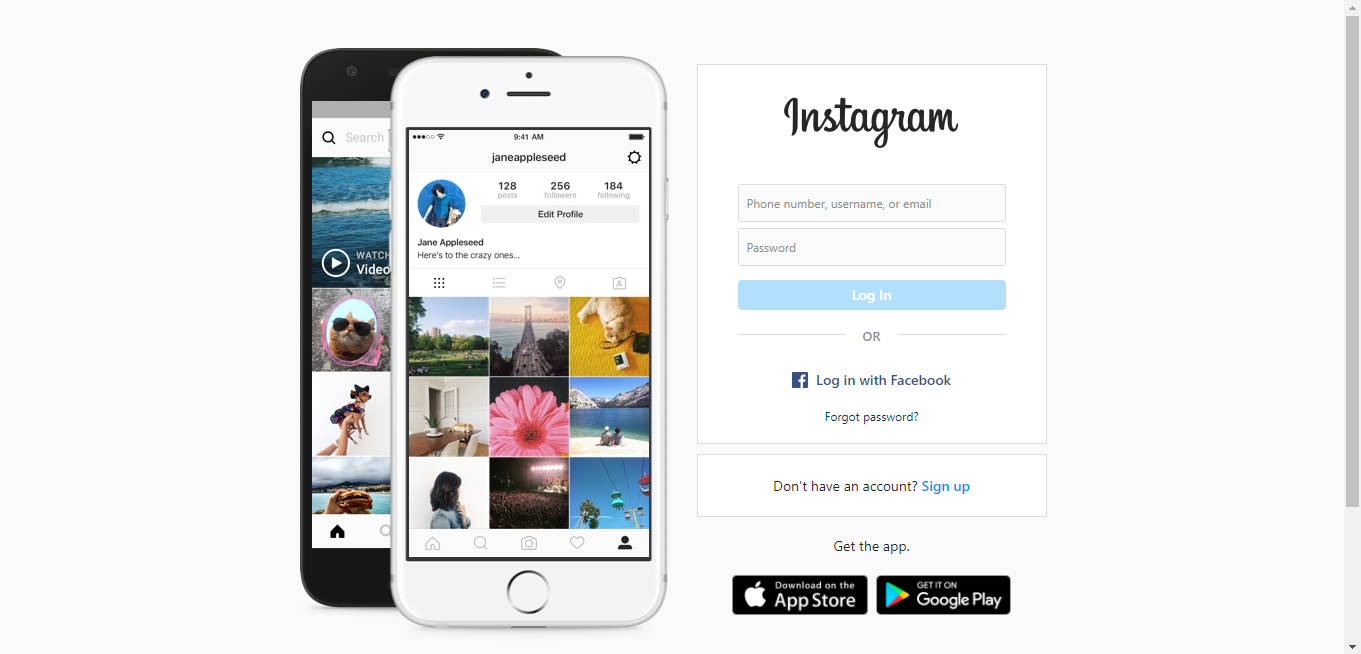 Search
WATCH
Video
9:41 AM
janeappleseed
128 256 184
posts followers following
Edit Profile
Jane Appleseed
Here's to the crazy ones...
Instagram
Phone number, username, or email
Password
Log In
OR
Log in with Facebook
Forgot password?
Don't have an account? Sign up
Get the app.
Download on the
App Store
GET IT ON
Google Play